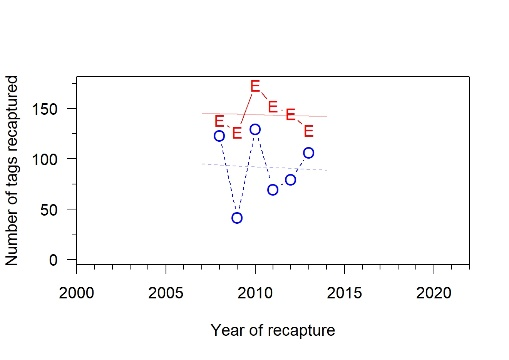 Number of tags recaptured
150
100
50
0
E E E E E E
O O O O O O
2000 2005 2010 2015 2020
Year of recapture